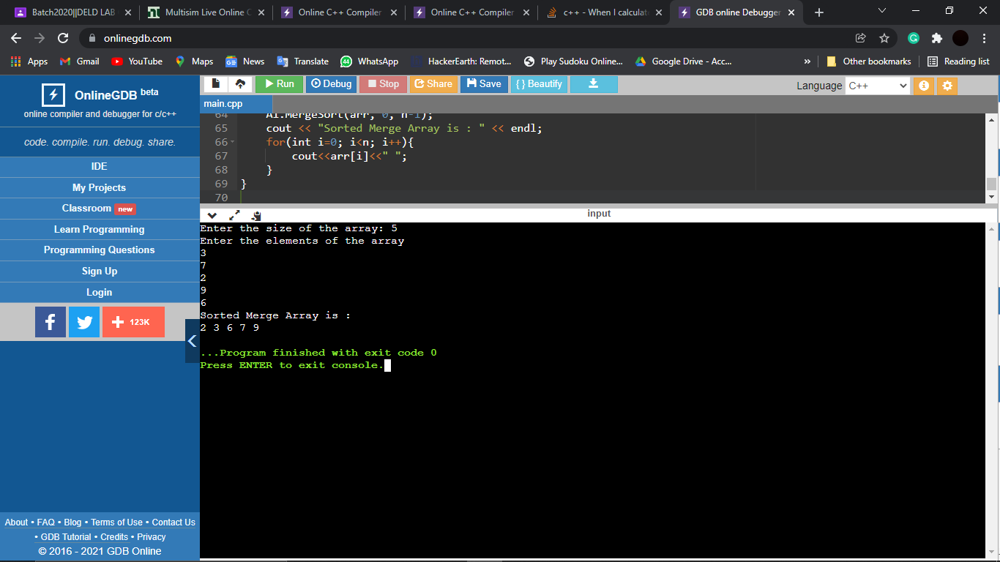 Batch2020||DELD LAB
Multisim Live Online C
Online C++ Compiler
Online C++ Compiler
c++ - When I calculat
GDB online Debugger
onlinegdb.com
Apps
Gmail
YouTube
Maps
News
Translate
44
WhatsApp
HackerEarth: Remot...
Play Sudoku Online...
Google Drive - Acc...
»
Other bookmarks
Reading list
OnlineGDB beta
online compiler and debugger for c/c++
code. compile. run. debug. share.
IDE
My Projects
Classroom new
Learn Programming
Programming Questions
Sign Up
Login
123K
About • FAQ • Blog • Terms of Use • Contact Us
• GDB Tutorial • Credits • Privacy
© 2016 - 2021 GDB Online
Run
Debug
Stop
Share
Save
{ } Beautify
Language C++
main.cpp
64 A1.MergeSort(arr, 0, n-1);
65 cout << "Sorted Merge Array is : " << endl;
66 for(int i=0; i<n; i++){
67 cout<<arr[i]<<" ";
68 }
69 }
70
input
Enter the size of the array: 5
Enter the elements of the array
3
7
2
9
6
Sorted Merge Array is :
2 3 6 7 9
...Program finished with exit code 0
Press ENTER to exit console.